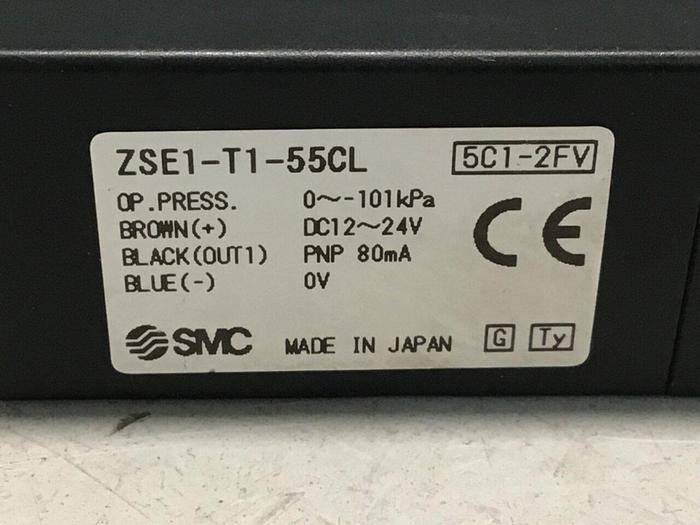 ZSE1-T1-55CL 5C1-2FV
OP.PRESS. 0~-101kPa
BROWN(+) DC12~24V
BLACK(OUT1) PNP 80mA
BLUE(-) 0V
CE
SMC MADE IN JAPAN G Ty